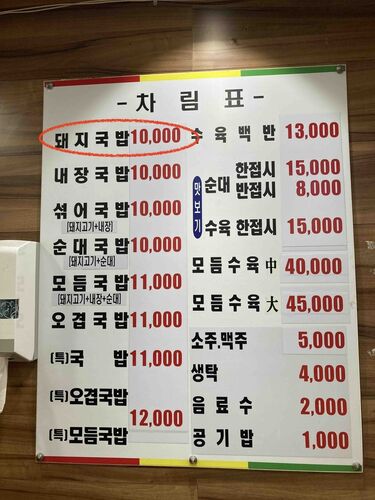 - 차 림 표 -
돼지국밥 10,000
내장국밥 10,000
섞어국밥 10,000
[돼지고기+내장]
순대국밥 10,000
[돼지고기+순대]
모듬국밥 11,000
[돼지고기+내장+순대]
오겹국밥 11,000
(특)국 밥 11,000
(특)오겹국밥
12,000
(특)모듬국밥
수육백반 13,000
맛보기
순대 한접시 15,000
반접시 8,000
수육 한접시 15,000
모듬수육 中 40,000
모듬수육 大 45,000
소주.맥주 5,000
생탁 4,000
음료수 2,000
공기밥 1,000